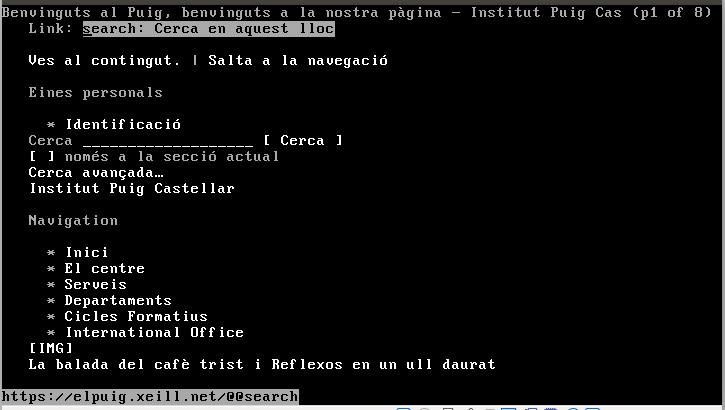 Benvinguts al Puig, benvinguts a la nostra pàgina — Institut Puig Cas (p1 of 8)
Link: search: Cerca en aquest lloc
Ves al contingut. | Salta a la navegació
Eines personals
* Identificació
Cerca ___________________ [ Cerca ]
[ ] només a la secció actual
Cerca avançada…
Institut Puig Castellar
Navigation
* Inici
* El centre
* Serveis
* Departaments
* Cicles Formatius
* International Office
[IMG]
La balada del cafè trist i Reflexos en un ull daurat
https://elpuig.xeill.net/@@search